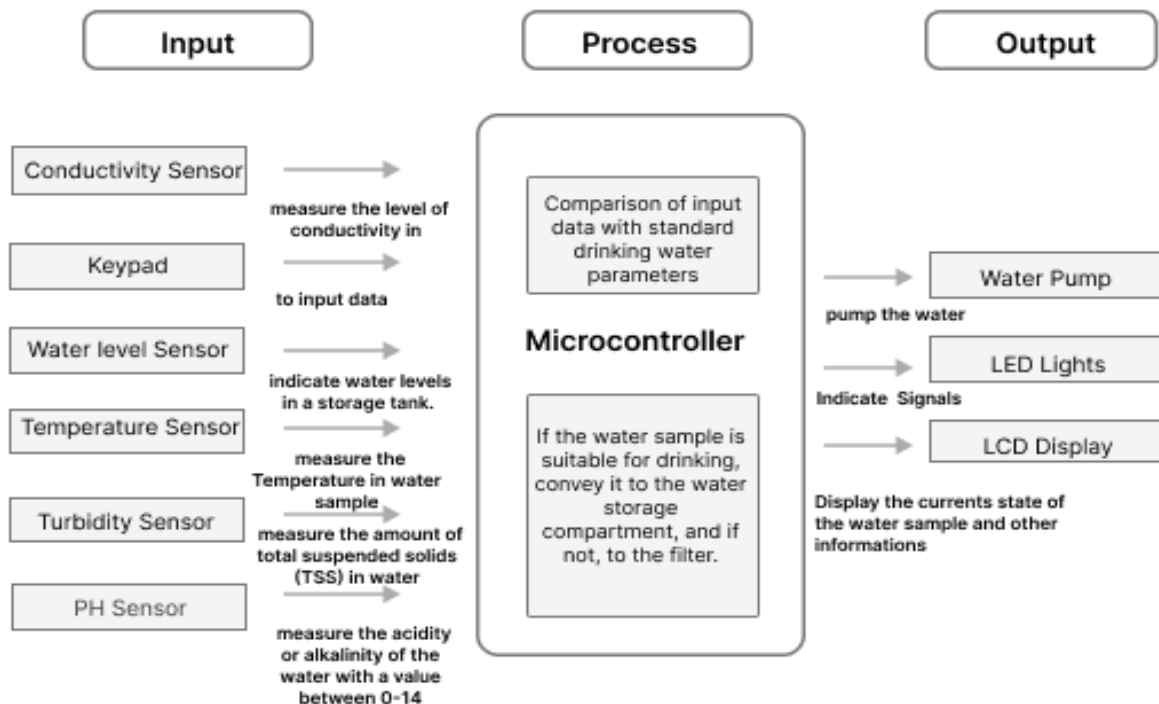 Input
Process
Output
Conductivity Sensor
measure the level of
conductivity in
Keypad
to input data
Water level Sensor
indicate water levels
in a storage tank.
Temperature Sensor
measure the
Temperature in water
sample
Turbidity Sensor
measure the amount of
total suspended solids
(TSS) in water
PH Sensor
measure the acidity
or alkalinity of the
water with a value
between 0-14
Comparison of input
data with standard
drinking water
parameters
Microcontroller
If the water sample is
suitable for drinking,
convey it to the water
storage
compartment, and if
not, to the filter.
Water Pump
pump the water
LED Lights
Indicate Signals
LCD Display
Display the currents state of
the water sample and other
informations